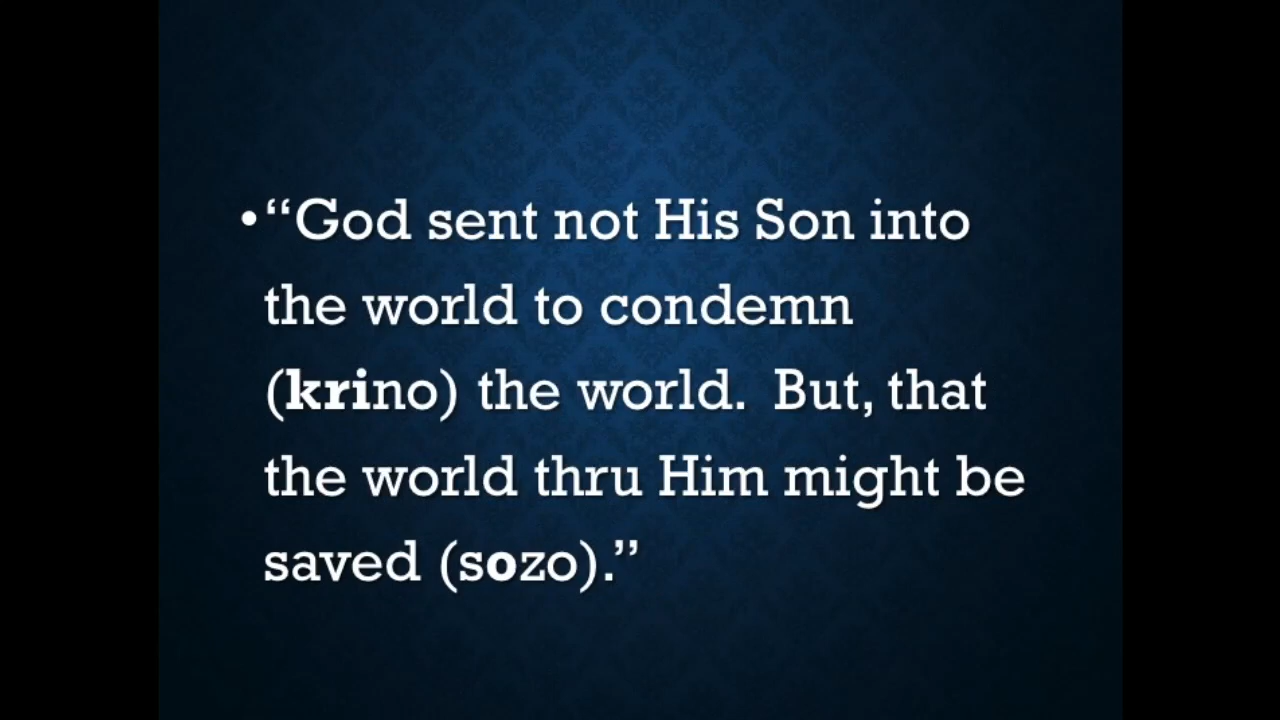 •“God sent not His Son into
the world to condemn
(krino) the world.  But, that
the world thru Him might be
saved (sozo).”